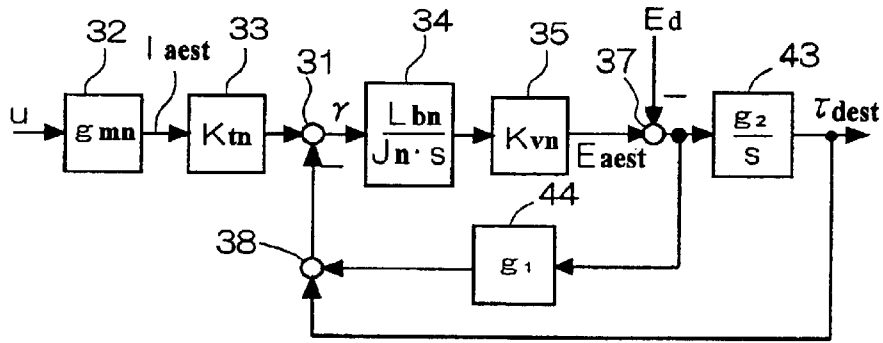 32
I aest
33
31
34
35
37
Ed
43
u
gmn
Ktn
γ
Lbn
Jn · s
Kvn
Eaest
−
g2
s
τdest
−
38
44
g1